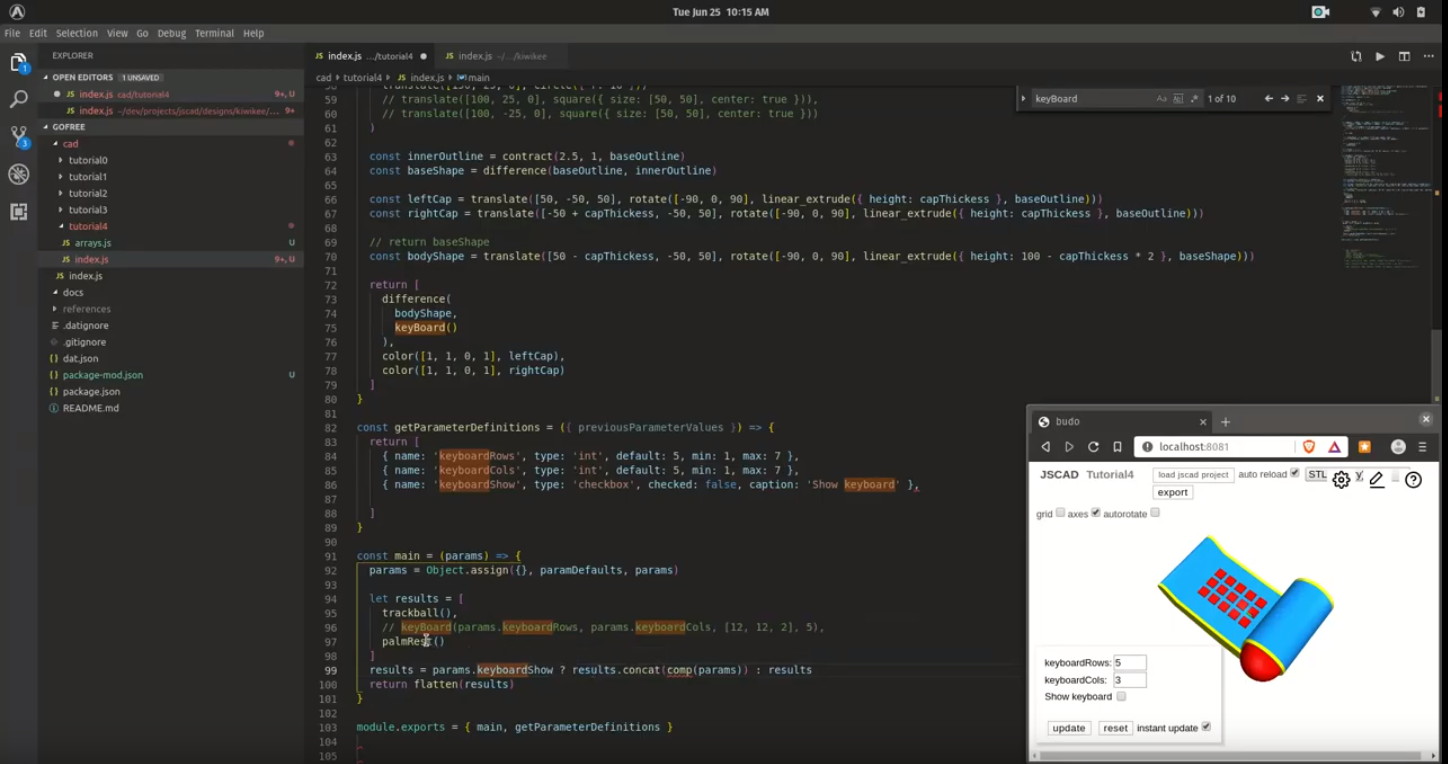 Tue Jun 25 10:15 AM
File Edit Selection View Go Debug Terminal Help
EXPLORER
OPEN EDITORS 1 UNSAVED
index.js cad/tutorial4 9+, U
index.js ~/dev/projects/jscad/designs/kiwikee/... 9+
GOFREE
cad
tutorial0
tutorial1
tutorial2
tutorial3
tutorial4
arrays.js U
index.js 9+, U
index.js
docs
references
.datignore
.gitignore
dat.json
package-mod.json U
package.json
README.md
index.js .../tutorial4
index.js ~/.../kiwikee
cad tutorial4 index.js main
keyBoard 1 of 10
59 // translate([100, 25, 0], square({ size: [50, 50], center: true })),
60 // translate([100, -25, 0], square({ size: [50, 50], center: true }))
61 )
62
63 const innerOutline = contract(2.5, 1, baseOutline)
64 const baseShape = difference(baseOutline, innerOutline)
65
66 const leftCap = translate([50, -50, 50], rotate([-90, 0, 90], linear_extrude({ height: capThickess }, baseOutline)))
67 const rightCap = translate([-50 + capThickess, -50, 50], rotate([-90, 0, 90], linear_extrude({ height: capThickess }, baseOutline)))
68
69 // return baseShape
70 const bodyShape = translate([50 - capThickess, -50, 50], rotate([-90, 0, 90], linear_extrude({ height: 100 - capThickess * 2 }, baseShape)))
71
72 return [
73 difference(
74 bodyShape,
75 keyBoard()
76 ),
77 color([1, 1, 0, 1], leftCap),
78 color([1, 1, 0, 1], rightCap)
79 ]
80 }
81
82 const getParameterDefinitions = ({ previousParameterValues }) => {
83 return [
84 { name: 'keyboardRows', type: 'int', default: 5, min: 1, max: 7 },
85 { name: 'keyboardCols', type: 'int', default: 5, min: 1, max: 7 },
86 { name: 'keyboardShow', type: 'checkbox', checked: false, caption: 'Show keyboard' },
87
88 ]
89 }
90
91 const main = (params) => {
92 params = Object.assign({}, paramDefaults, params)
93
94 let results = [
95 trackball(),
96 // keyBoard(params.keyboardRows, params.keyboardCols, [12, 12, 2], 5),
97 palmRest()
98 ]
99 results = params.keyboardShow ? results.concat(comp(params)) : results
100 return flatten(results)
101 }
102
103 module.exports = { main, getParameterDefinitions }
104
105
budo
localhost:8081
JSCAD Tutorial4 load jscad project auto reload STL
export
grid axes autorotate
keyboardRows: 5
keyboardCols: 3
Show keyboard
update reset instant update